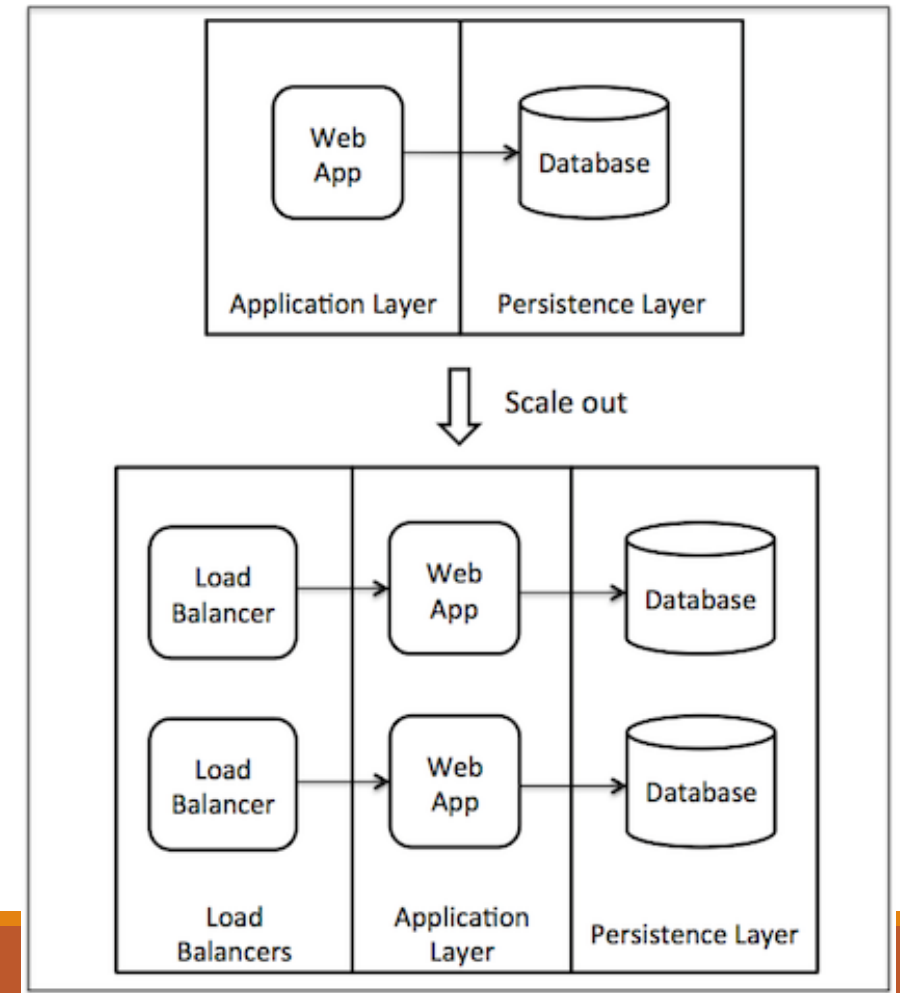 Web
App
Database
Application Layer
Persistence Layer
Scale out
Load
Balancer
Web
App
Database
Load
Balancer
Web
App
Database
Load
Balancers
Application
Layer
Persistence Layer